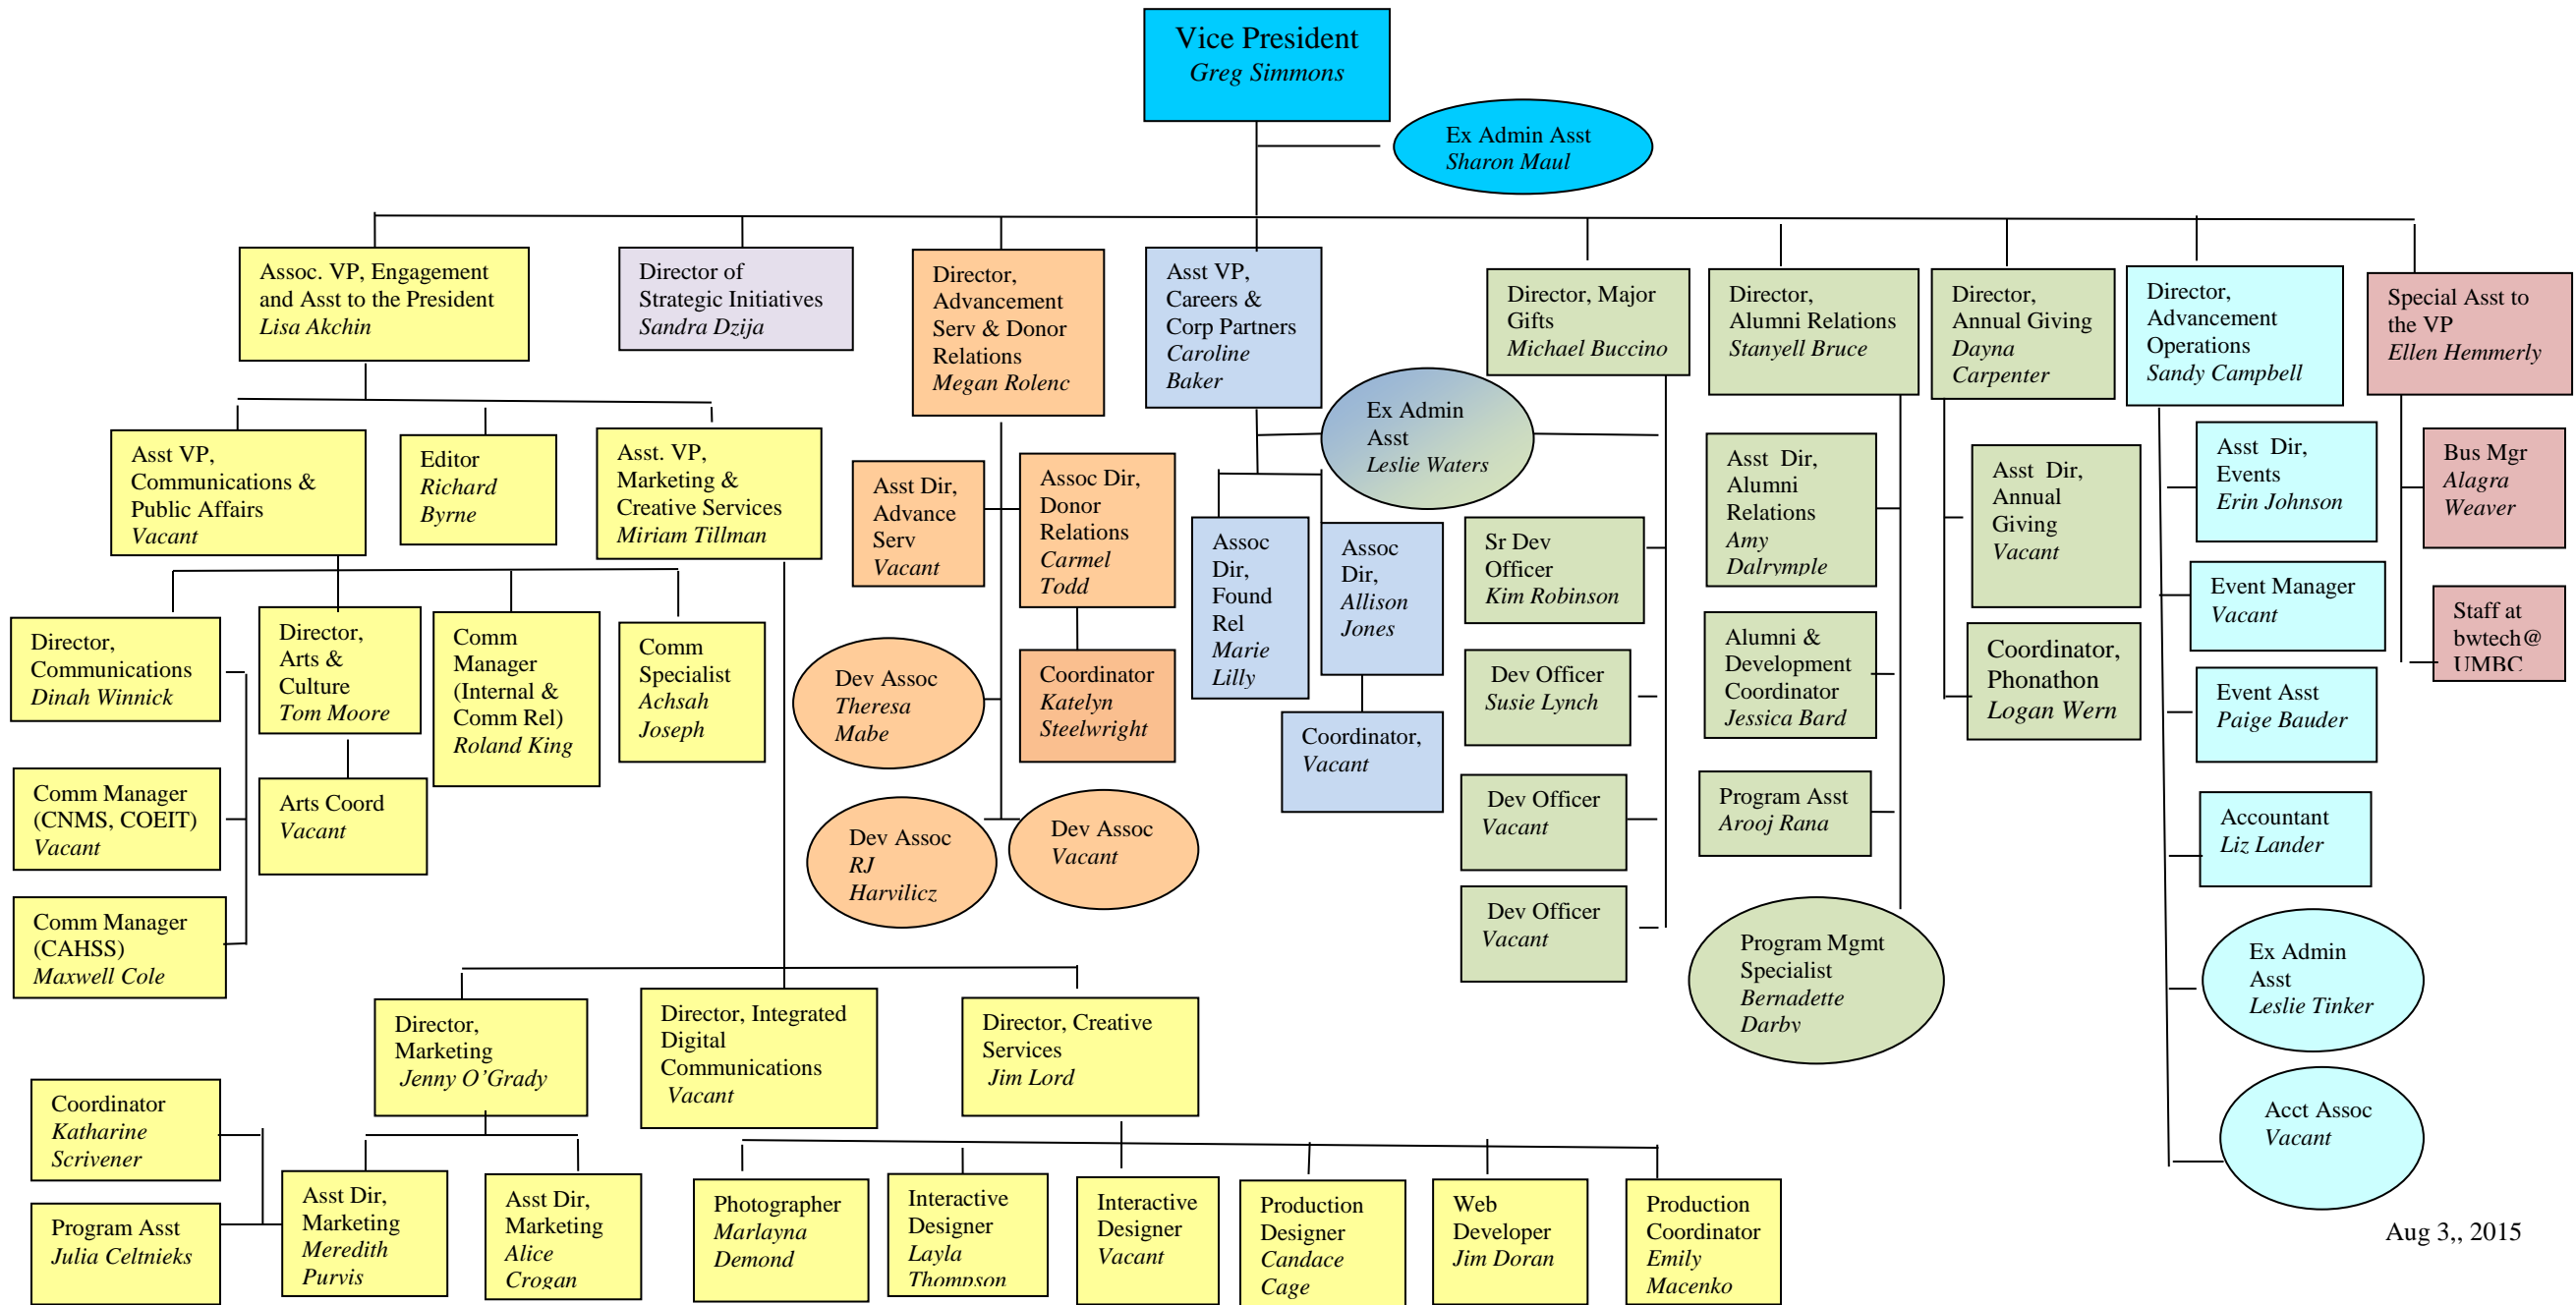 Vice President
Greg Simmons
Ex Admin Asst
Sharon Maul
Assoc. VP, Engagement
and Asst to the President
Lisa Akchin
Director of
Strategic Initiatives
Sandra Dzija
Director,
Advancement
Serv & Donor
Relations
Megan Rolenc
Asst VP,
Careers &
Corp Partners
Caroline
Baker
Director, Major
Gifts
Michael Buccino
Director,
Alumni Relations
Stanyell Bruce
Director,
Annual Giving
Dayna
Carpenter
Director,
Advancement
Operations
Sandy Campbell
Special Asst to
the VP
Ellen Hemmerly
Ex Admin
Asst
Leslie Waters
Asst VP,
Communications &
Public Affairs
Vacant
Editor
Richard
Byrne
Asst. VP,
Marketing &
Creative Services
Miriam Tillman
Asst Dir,
Advance
Serv
Vacant
Assoc Dir,
Donor
Relations
Carmel
Todd
Assoc
Dir,
Found
Rel
Marie
Lilly
Assoc
Dir,
Allison
Jones
Sr Dev
Officer
Kim Robinson
Asst Dir,
Alumni
Relations
Amy
Dalrymple
Asst Dir,
Annual
Giving
Vacant
Asst Dir,
Events
Erin Johnson
Bus Mgr
Alagra
Weaver
Event Manager
Vacant
Staff at
bwtech@
UMBC
Director,
Communications
Dinah Winnick
Director,
Arts &
Culture
Tom Moore
Comm
Manager
(Internal &
Comm Rel)
Roland King
Comm
Specialist
Achsah
Joseph
Dev Assoc
Theresa
Mabe
Coordinator
Katelyn
Steelwright
Coordinator,
Vacant
Dev Officer
Susie Lynch
Alumni &
Development
Coordinator
Jessica Bard
Coordinator,
Phonathon
Logan Wern
Event Asst
Paige Bauder
Comm Manager
(CNMS, COEIT)
Vacant
Arts Coord
Vacant
Dev Assoc
RJ
Harvilicz
Dev Assoc
Vacant
Dev Officer
Vacant
Program Asst
Arooj Rana
Accountant
Liz Lander
Comm Manager
(CAHSS)
Maxwell Cole
Dev Officer
Vacant
Program Mgmt
Specialist
Bernadette
Darby
Ex Admin
Asst
Leslie Tinker
Director,
Marketing
Jenny O’Grady
Director, Integrated
Digital
Communications
Vacant
Director, Creative
Services
Jim Lord
Acct Assoc
Vacant
Coordinator
Katharine
Scrivener
Program Asst
Julia Celtnieks
Asst Dir,
Marketing
Meredith
Purvis
Asst Dir,
Marketing
Alice
Crogan
Photographer
Marlayna
Demond
Interactive
Designer
Layla
Thompson
Interactive
Designer
Vacant
Production
Designer
Candace
Cage
Web
Developer
Jim Doran
Production
Coordinator
Emily
Macenko
Aug 3,, 2015